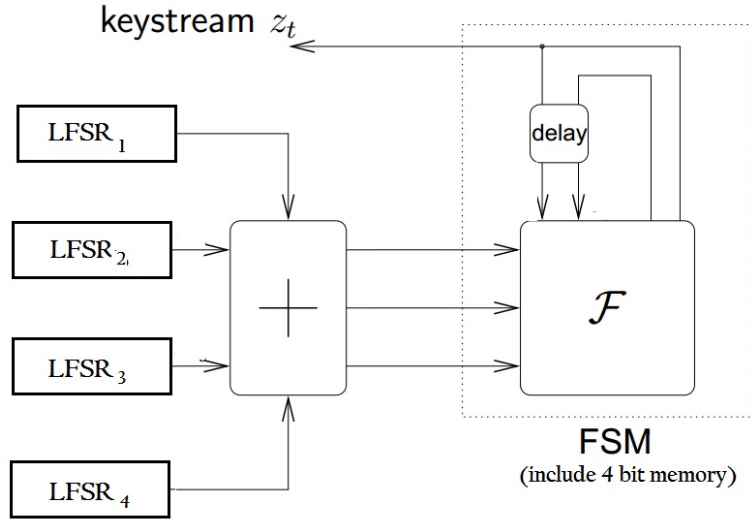 keystream z_t
LFSR_1
delay
LFSR_2
+
F
LFSR_3
FSM
(include 4 bit memory)
LFSR_4